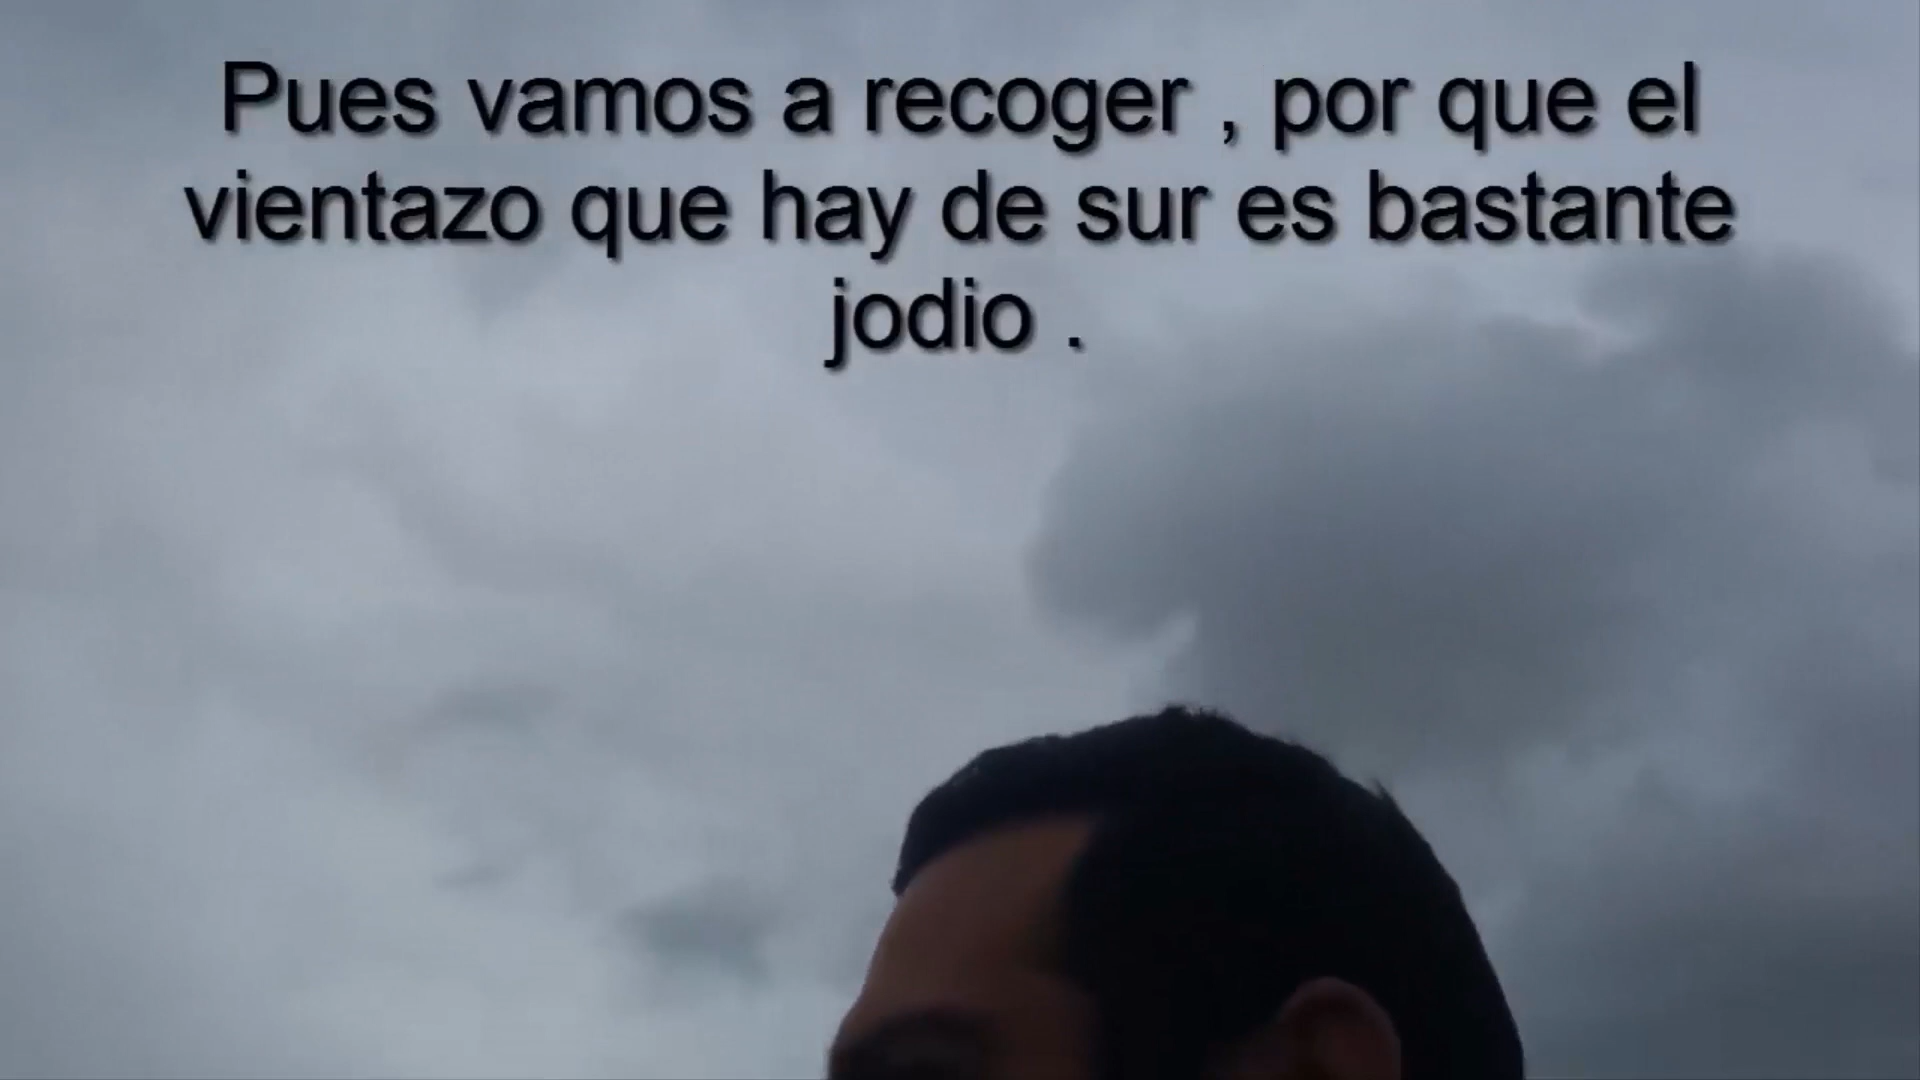 Pues vamos a recoger , por que el
vientazo que hay de sur es bastante
jodio .